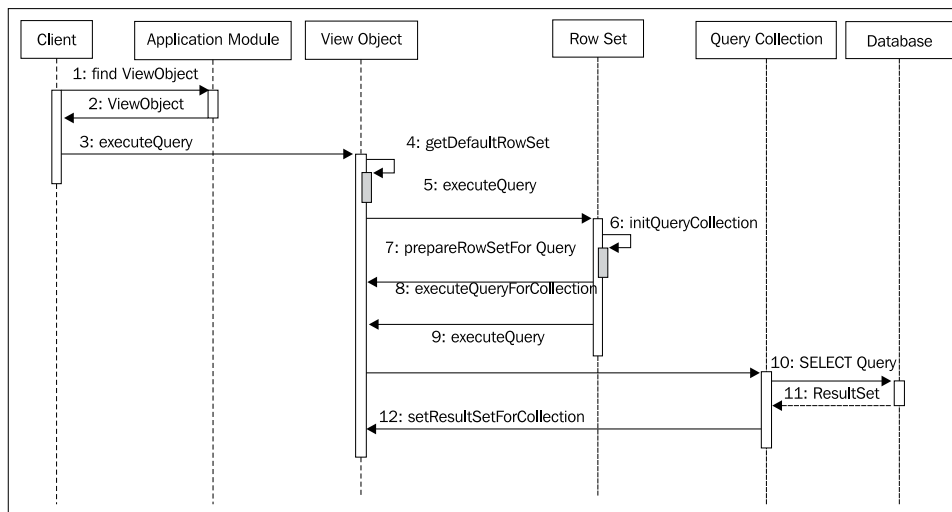 Client
Application Module
View Object
Row Set
Query Collection
Database
1: find ViewObject
2: ViewObject
3: executeQuery
4: getDefaultRowSet
5: executeQuery
6: initQueryCollection
7: prepareRowSetFor Query
8: executeQueryForCollection
9: executeQuery
10: SELECT Query
11: ResultSet
12: setResultSetForCollection